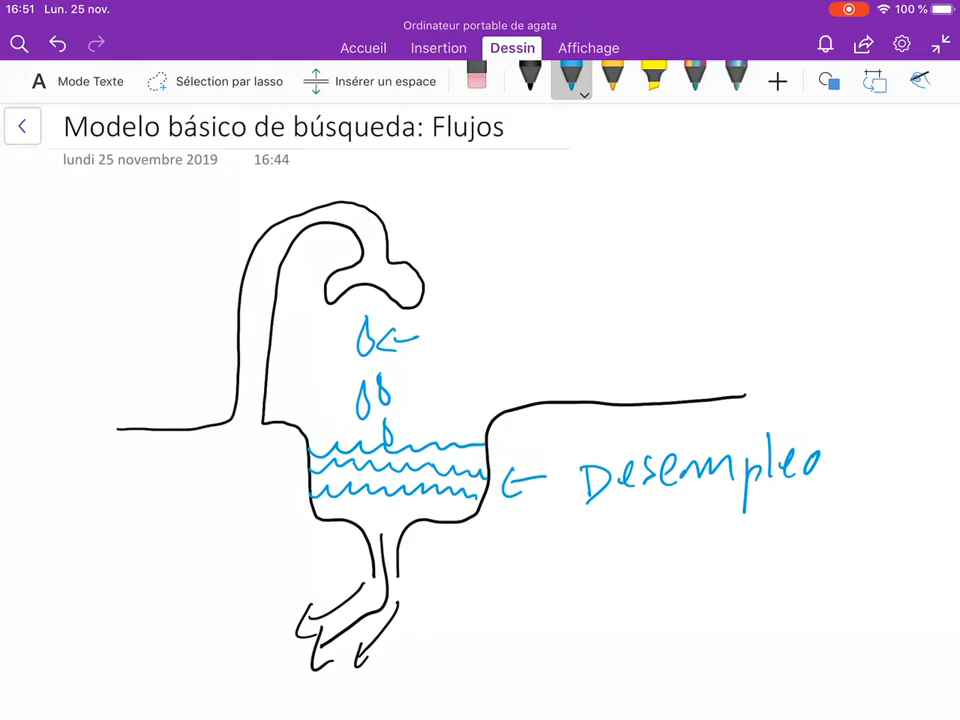 16:51 Lun. 25 nov. 100 %
Ordinateur portable de agata
Accueil Insertion Dessin Affichage
A Mode Texte Sélection par lasso Insérer un espace
Modelo básico de búsqueda: Flujos
lundi 25 novembre 2019 16:44
Desempleo